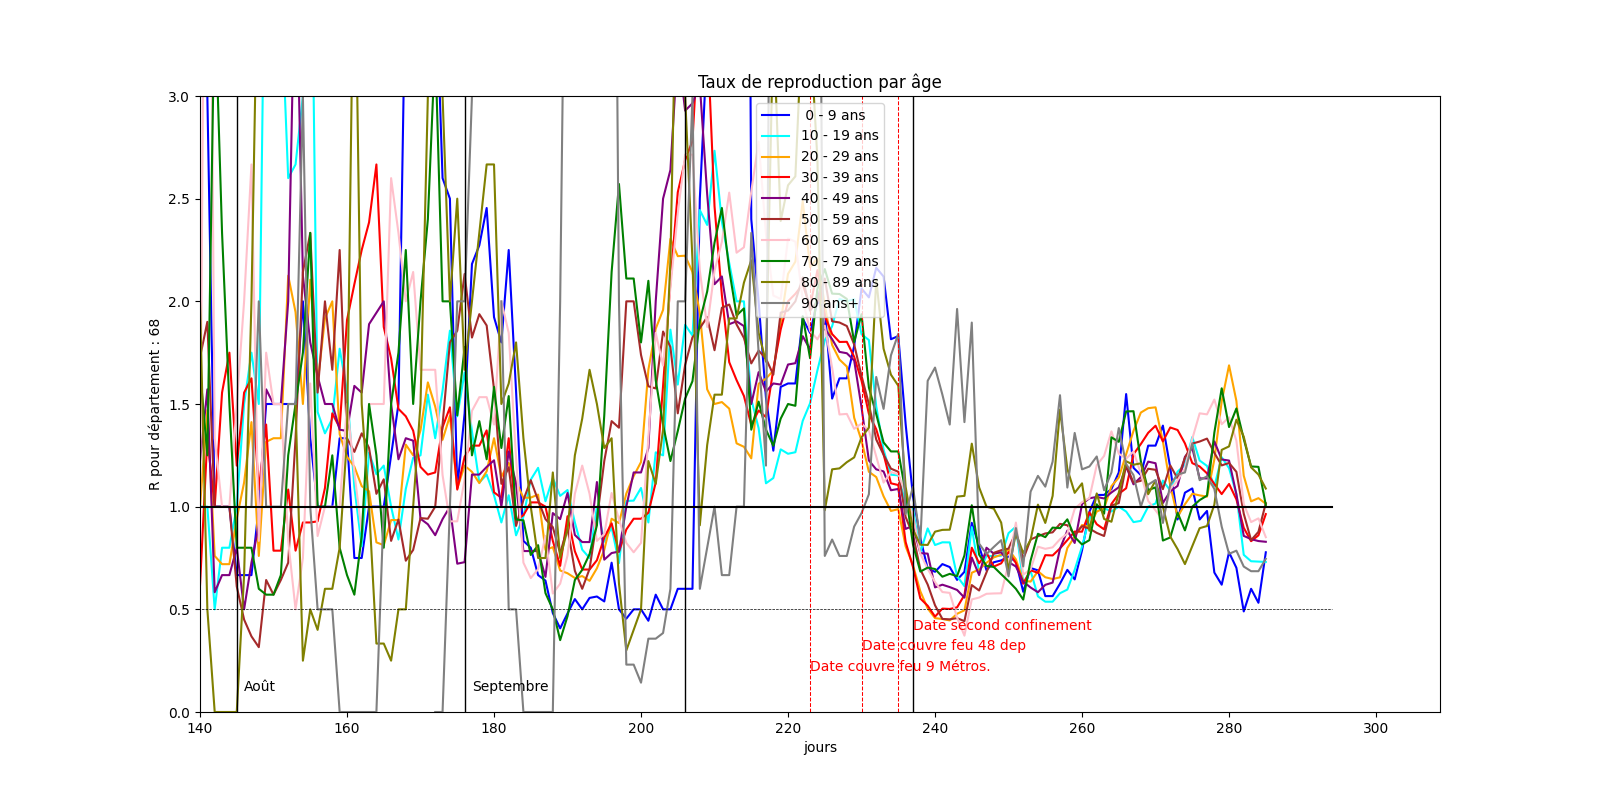 Taux de reproduction par âge
R pour département : 68
3.0
2.5
2.0
1.5
1.0
0.5
0.0
0 - 9 ans
10 - 19 ans
20 - 29 ans
30 - 39 ans
40 - 49 ans
50 - 59 ans
60 - 69 ans
70 - 79 ans
80 - 89 ans
90 ans+
Date second confinement
Date couvre feu 48 dep
Date couvre feu 9 Métros.
Août
Septembre
140 160 180 200 220 240 260 280 300
jours